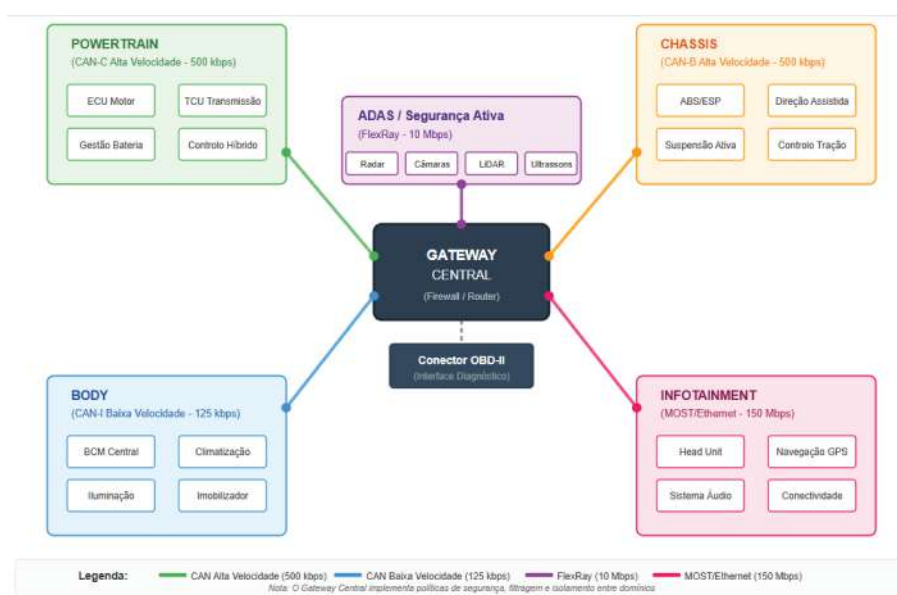 POWERTRAIN
(CAN-C Alta Velocidade - 500 kbps)
ECU Motor
TCU Transmissão
Gestão Bateria
Controlo Híbrido
ADAS / Segurança Ativa
(FlexRay - 10 Mbps)
Radar
Câmaras
LiDAR
Ultrassons
CHASSIS
(CAN-B Alta Velocidade - 500 kbps)
ABS/ESP
Direção Assistida
Suspensão Ativa
Controlo Tração
GATEWAY
CENTRAL
(Firewall / Router)
Conector OBD-II
(Interface Diagnóstico)
BODY
(CAN-I Baixa Velocidade - 125 kbps)
BCM Central
Climatização
Iluminação
Imobilizador
INFOTAINMENT
(MOST/Ethernet - 150 Mbps)
Head Unit
Navegação GPS
Sistema Áudio
Conectividade
Legenda:
CAN Alta Velocidade (500 kbps)
CAN Baixa Velocidade (125 kbps)
FlexRay (10 Mbps)
MOST/Ethernet (150 Mbps)
Nota: O Gateway Central implementa políticas de segurança, filtragem e isolamento entre domínios